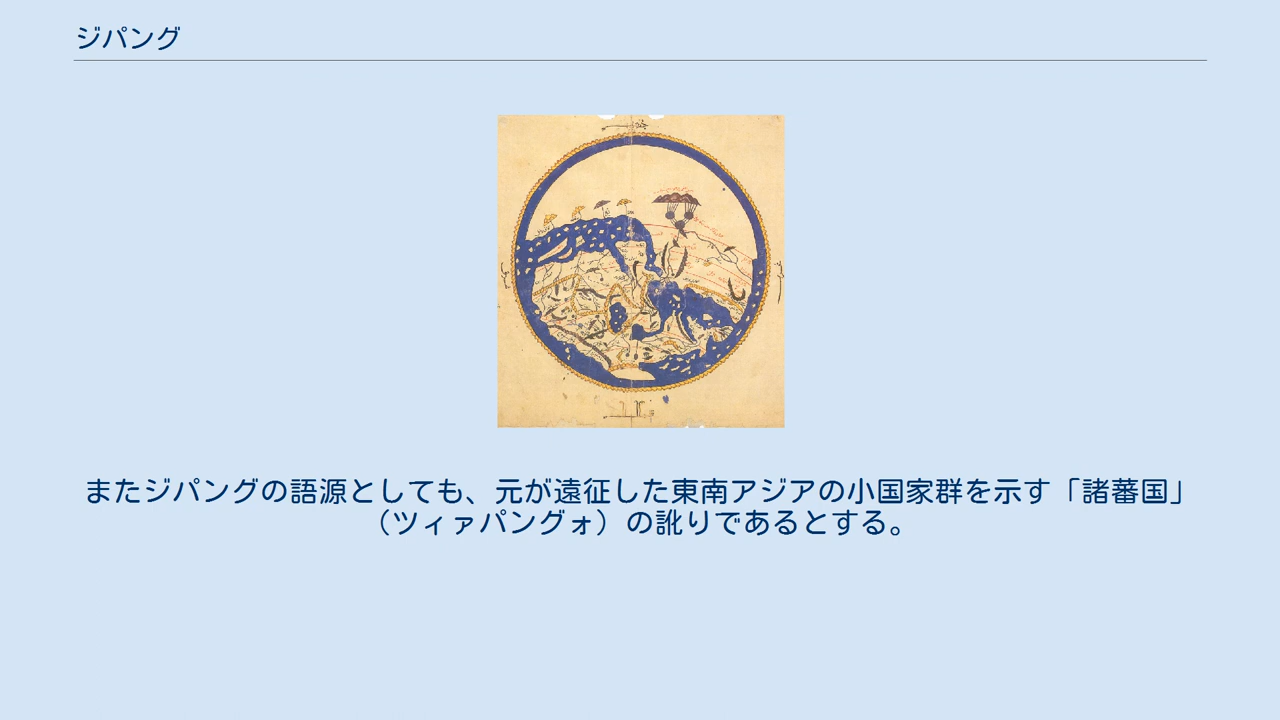 ジパング
またジパングの語源としても、元が遠征した東南アジアの小国家群を示す「諸蕃国」
（ツィァパングォ）の訛りであるとする。